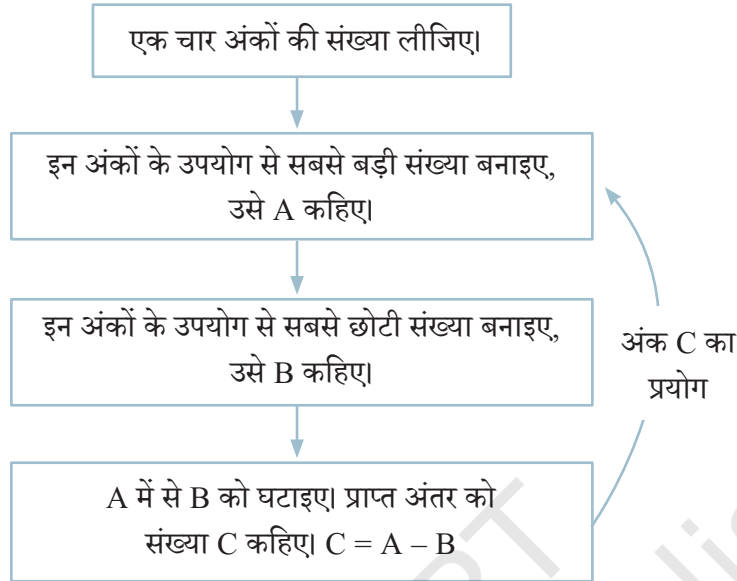 एक चार अंकों की संख्या लीजिए।
इन अंकों के उपयोग से सबसे बड़ी संख्या बनाइए,
उसे A कहिए।
इन अंकों के उपयोग से सबसे छोटी संख्या बनाइए,
उसे B कहिए।
अंक C का
प्रयोग
A में से B को घटाइए। प्राप्त अंतर को
संख्या C कहिए। C = A – B